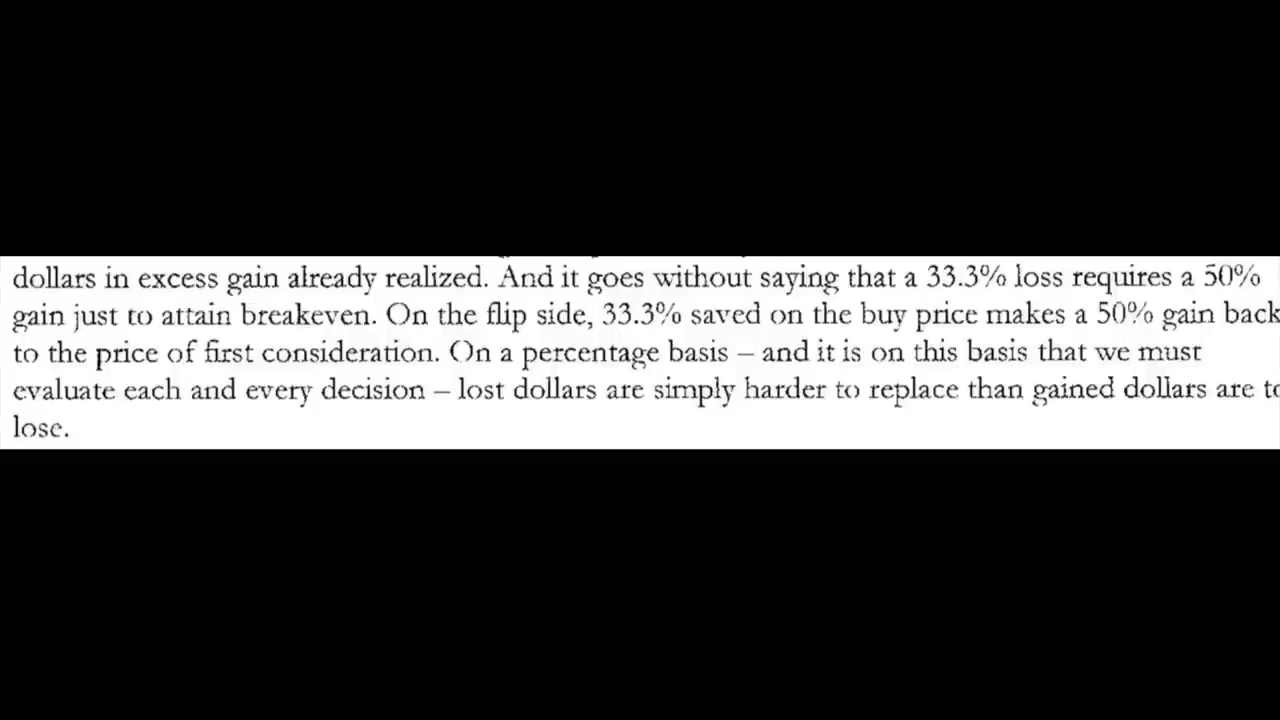 dollars in excess gain already realized. And it goes without saying that a 33.3% loss requires a 50%
gain just to attain breakeven. On the flip side, 33.3% saved on the buy price makes a 50% gain back
to the price of first consideration. On a percentage basis – and it is on this basis that we must
evaluate each and every decision – lost dollars are simply harder to replace than gained dollars are to
lose.